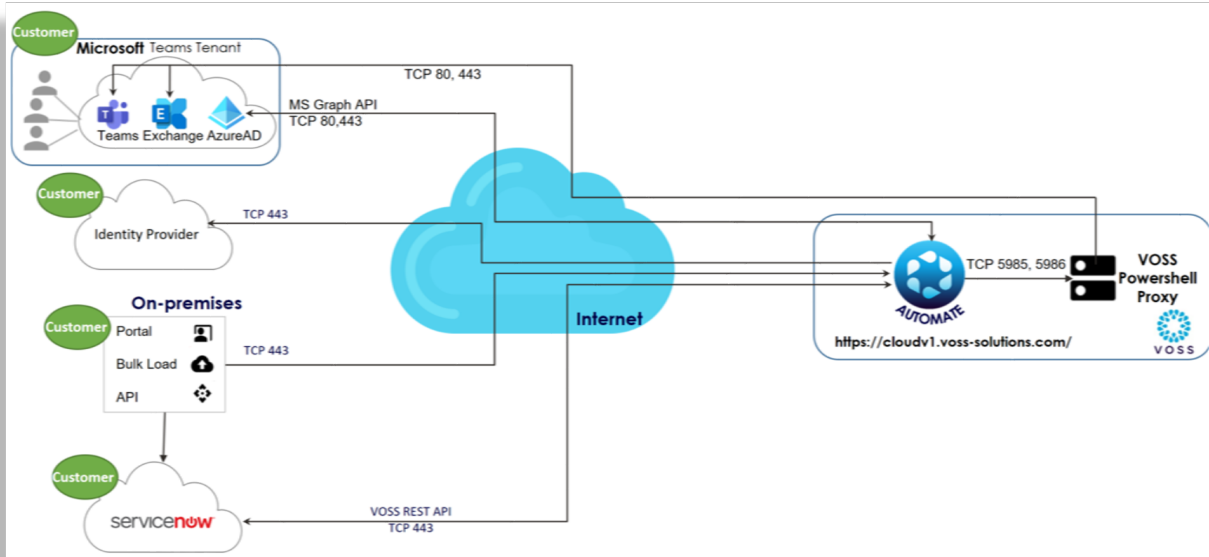 Customer
Microsoft Teams Tenant
TCP 80, 443
MS Graph API
TCP 80,443
Teams Exchange AzureAD
Customer
TCP 443
Identity Provider
TCP 5985, 5986
VOSS
Powershell
Proxy
AUTOMATE
On-premises
Customer
Portal
Internet
https://cloudv1.voss-solutions.com/
VOSS
TCP 443
Bulk Load
API
Customer
servicenow
VOSS REST API
TCP 443